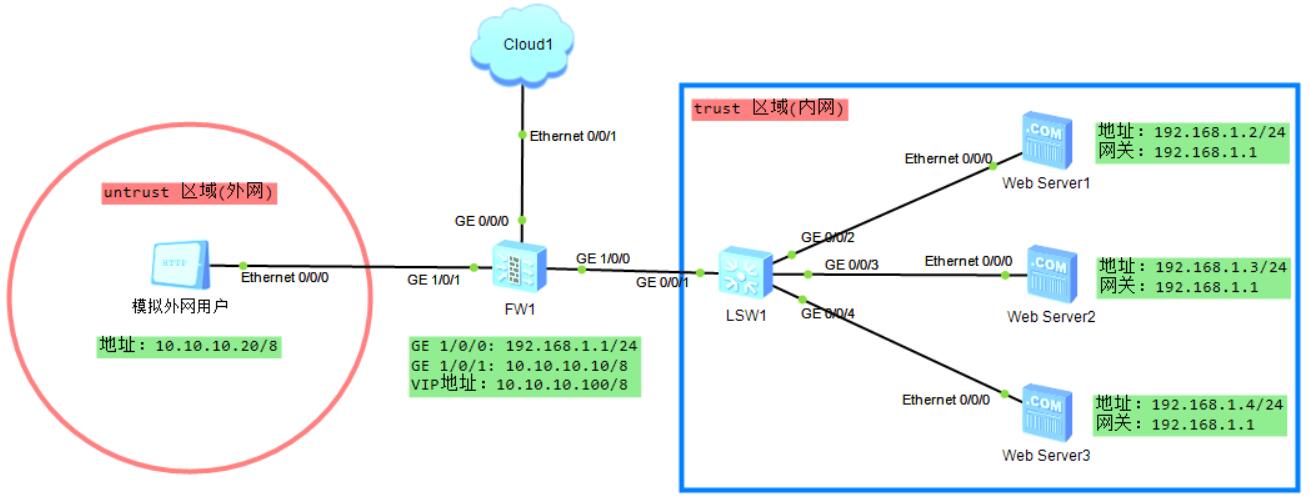 Cloud1
Ethernet 0/0/1
GE 0/0/0
untrust 区域(外网)
HTTP
Ethernet 0/0/0
模拟外网用户
地址: 10.10.10.20/8
GE 1/0/1
GE 1/0/0
FW1
GE 1/0/0: 192.168.1.1/24
GE 1/0/1: 10.10.10.10/8
VIP地址: 10.10.10.100/8
trust 区域(内网)
GE 0/0/1
LSW1
GE 0/0/2
GE 0/0/3
GE 0/0/4
Ethernet 0/0/0
.COM
Web Server1
地址: 192.168.1.2/24
网关: 192.168.1.1
Ethernet 0/0/0
.COM
Web Server2
地址: 192.168.1.3/24
网关: 192.168.1.1
Ethernet 0/0/0
.COM
Web Server3
地址: 192.168.1.4/24
网关: 192.168.1.1